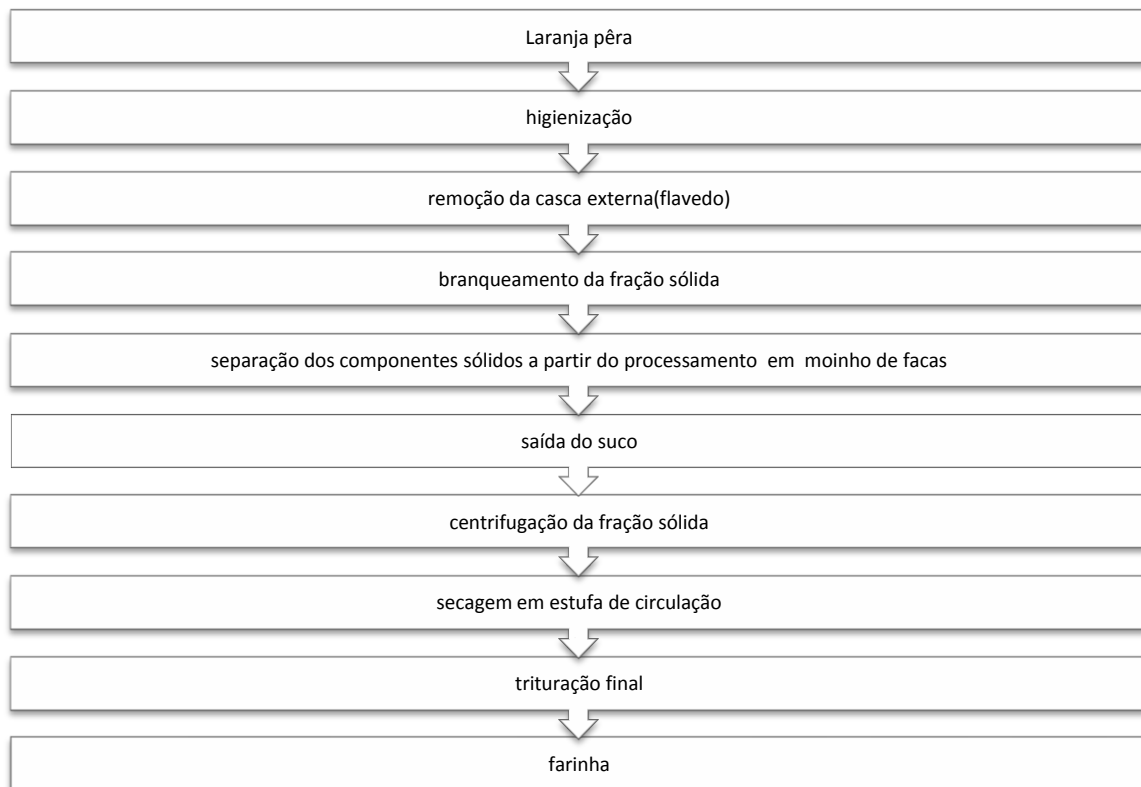 Laranja pêra
higienização
remoção da casca externa(flavedo)
branqueamento da fração sólida
separação dos componentes sólidos a partir do processamento em moinho de facas
saída do suco
centrifugação da fração sólida
secagem em estufa de circulação
trituração final
farinha